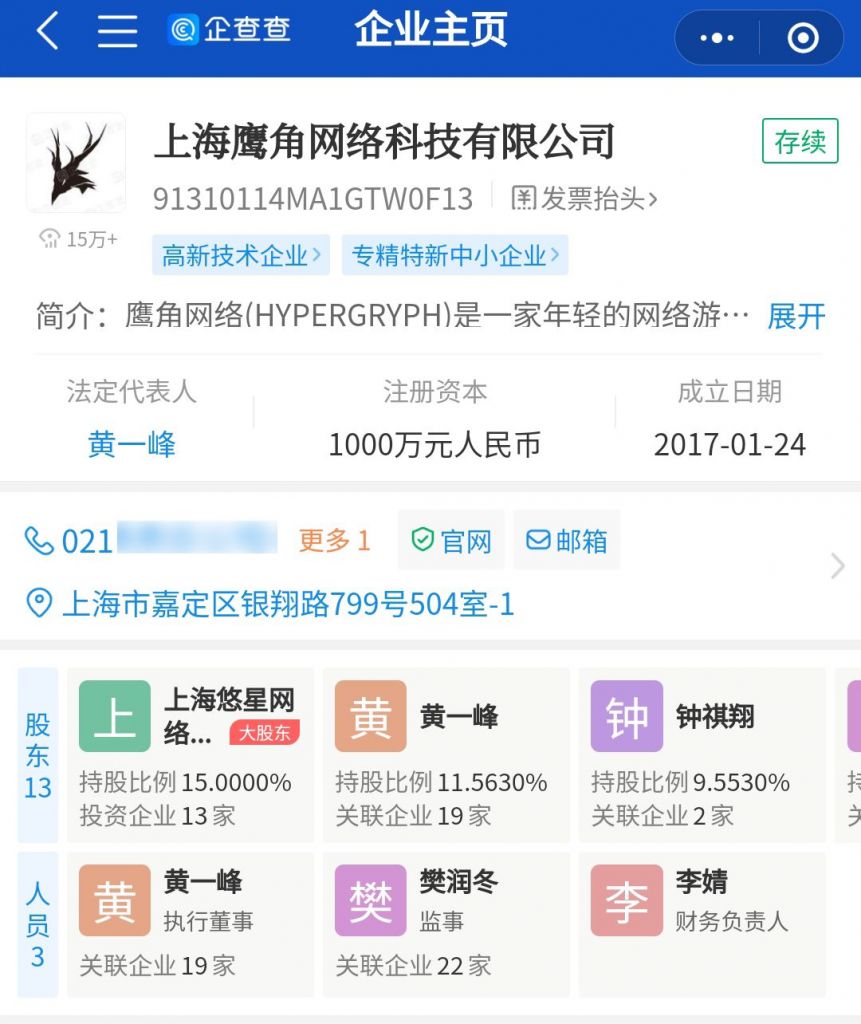 企查查 企业主页
上海鹰角网络科技有限公司 存续
91310114MA1GTW0F13 发票抬头
15万+
高新技术企业 专精特新中小企业
简介：鹰角网络(HYPERGRYPH)是一家年轻的网络游… 展开
法定代表人 注册资本 成立日期
黄一峰 1000万元人民币 2017-01-24
021 更多1 官网 邮箱
上海市嘉定区银翔路799号504室-1
股东13
上 上海悠星网络... 大股东
持股比例 15.0000%
投资企业 13 家
黄 黄一峰
持股比例 11.5630%
关联企业 19 家
钟 钟祺翔
持股比例 9.5530%
关联企业 2 家
人员3
黄 黄一峰
执行董事
关联企业 19 家
樊 樊润冬
监事
关联企业 22 家
李 李婧
财务负责人